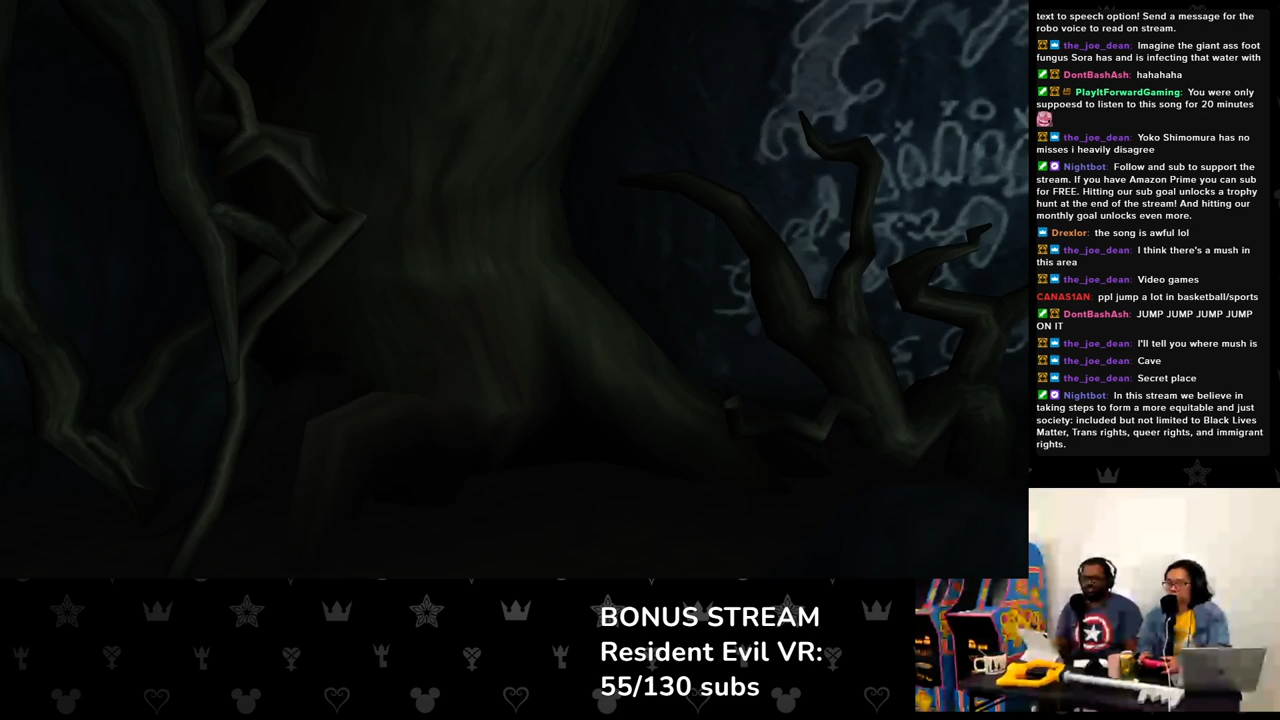 text to speech option! Send a message for the
robo voice to read on stream.
the_joe_dean: Imagine the giant ass foot
fungus Sora has and is infecting that water with
DontBashAsh: hahahaha
PlayItForwardGaming: You were only
suppoesd to listen to this song for 20 minutes
the_joe_dean: Yoko Shimomura has no
misses i heavily disagree
Nightbot: Follow and sub to support the
stream. If you have Amazon Prime you can sub
for FREE. Hitting our sub goal unlocks a trophy
hunt at the end of the stream! And hitting our
monthly goal unlocks even more.
Drexlor: the song is awful lol
the_joe_dean: I think there's a mush in
this area
the_joe_dean: Video games
CANAS1AN: ppl jump a lot in basketball/sports
DontBashAsh: JUMP JUMP JUMP JUMP
ON IT
the_joe_dean: I'll tell you where mush is
the_joe_dean: Cave
the_joe_dean: Secret place
Nightbot: In this stream we believe in
taking steps to form a more equitable and just
society: included but not limited to Black Lives
Matter, Trans rights, queer rights, and immigrant
rights.
BONUS STREAM
Resident Evil VR:
55/130 subs